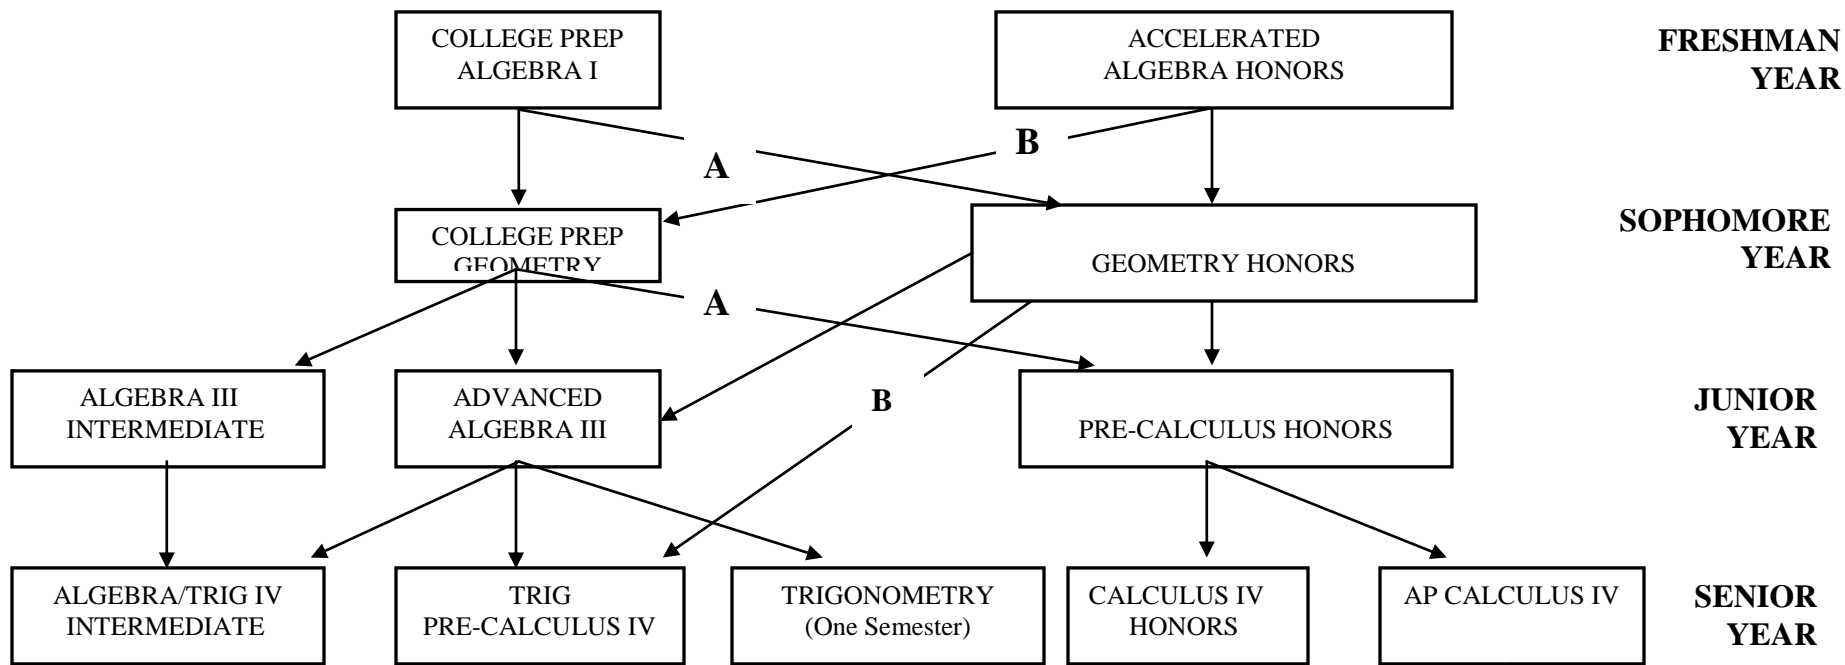 COLLEGE PREP
ALGEBRA I
ACCELERATED
ALGEBRA HONORS
FRESHMAN
YEAR
A
B
COLLEGE PREP
GEOMETRY
GEOMETRY HONORS
SOPHOMORE
YEAR
A
ALGEBRA III
INTERMEDIATE
ADVANCED
ALGEBRA III
B
PRE-CALCULUS HONORS
JUNIOR
YEAR
ALGEBRA/TRIG IV
INTERMEDIATE
TRIG
PRE-CALCULUS IV
TRIGONOMETRY
(One Semester)
CALCULUS IV
HONORS
AP CALCULUS IV
SENIOR
YEAR